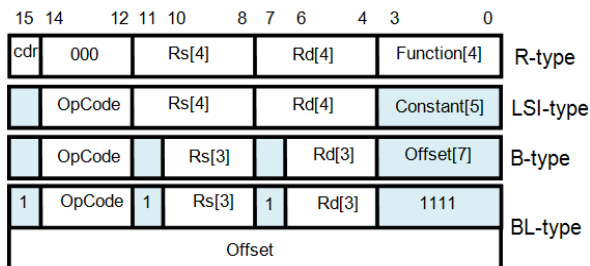 15 14 12 11 10 8 7 6 4 3 0
cdr 000 Rs[4] Rd[4] Function[4] R-type
OpCode Rs[4] Rd[4] Constant[5] LSI-type
OpCode Rs[3] Rd[3] Offset[7] B-type
1 OpCode 1 Rs[3] 1 Rd[3] 1111
BL-type
Offset